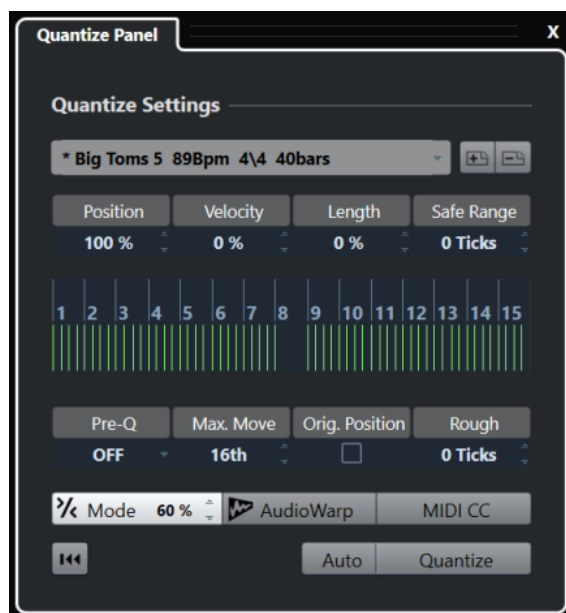 Quantize Panel X
Quantize Settings
* Big Toms 5 89Bpm 4\4 40bars
Position Velocity Length Safe Range
100 % 0 % 0 % 0 Ticks
1 2 3 4 5 6 7 8 9 10 11 12 13 14 15
Pre-Q Max. Move Orig. Position Rough
OFF 16th 0 Ticks
Mode 60 % AudioWarp MIDI CC
Auto Quantize